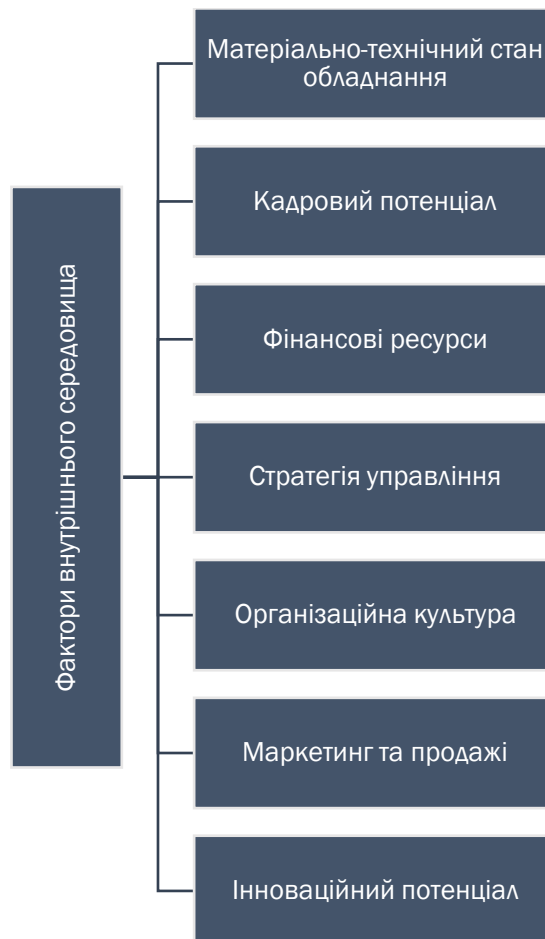 Фактори внутрішнього середовища
Матеріально-технічний стан
обладнання
Кадровий потенціал
Фінансові ресурси
Стратегія управління
Організаційна культура
Маркетинг та продажі
Інноваційний потенціал